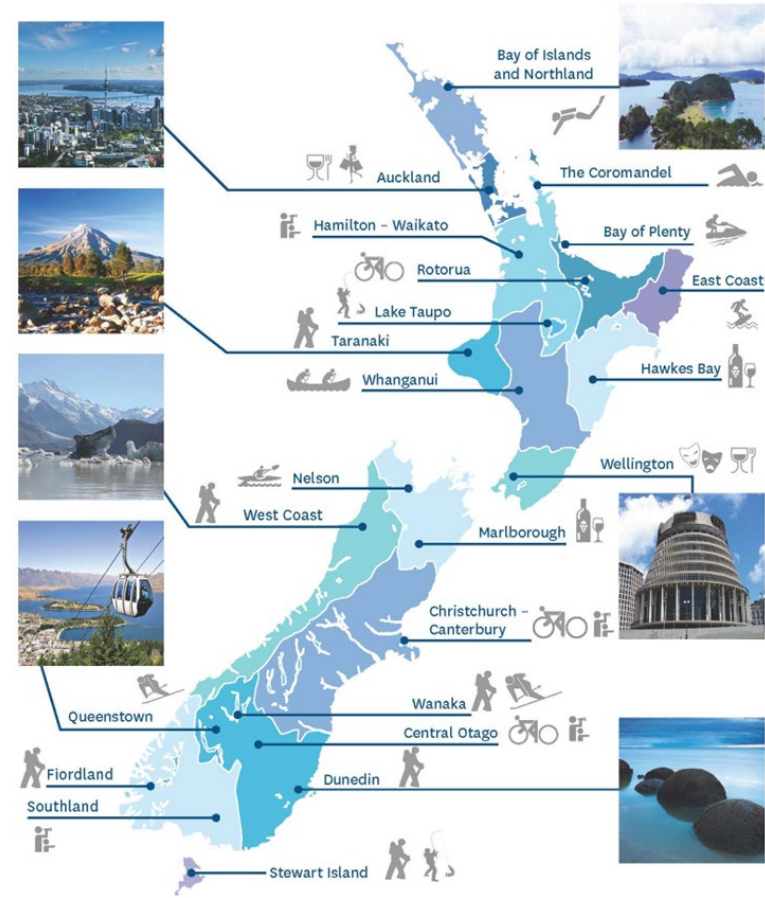 Bay of Islands
and Northland
Auckland
The Coromandel
Hamilton – Waikato
Bay of Plenty
Rotorua
East Coast
Lake Taupo
Taranaki
Hawkes Bay
Whanganui
Wellington
Nelson
West Coast
Marlborough
Christchurch –
Canterbury
Wanaka
Queenstown
Central Otago
Fiordland
Dunedin
Southland
Stewart Island